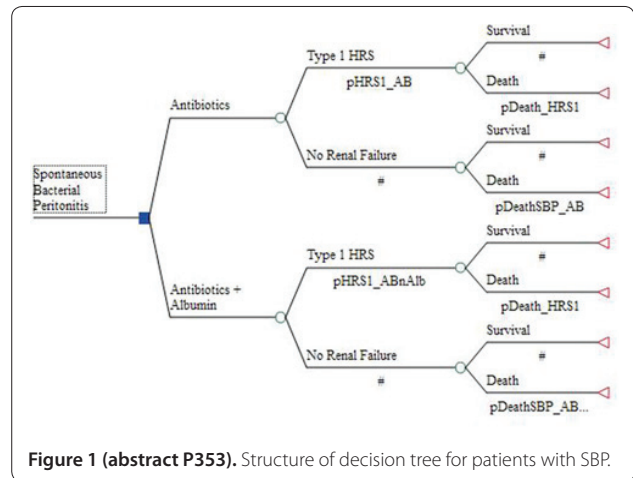 Survival
#
Type 1 HRS
pHRS1_AB
Death
pDeath_HRS1
Antibiotics
Survival
#
No Renal Failure
#
Death
pDeathSBP_AB
Spontaneous
Bacterial
Peritonitis
Survival
#
Type 1 HRS
pHRS1_ABnAlb
Death
pDeath_HRS1
Antibiotics +
Albumin
Survival
#
No Renal Failure
#
Death
pDeathSBP_AB...
Figure 1 (abstract P353). Structure of decision tree for patients with SBP.